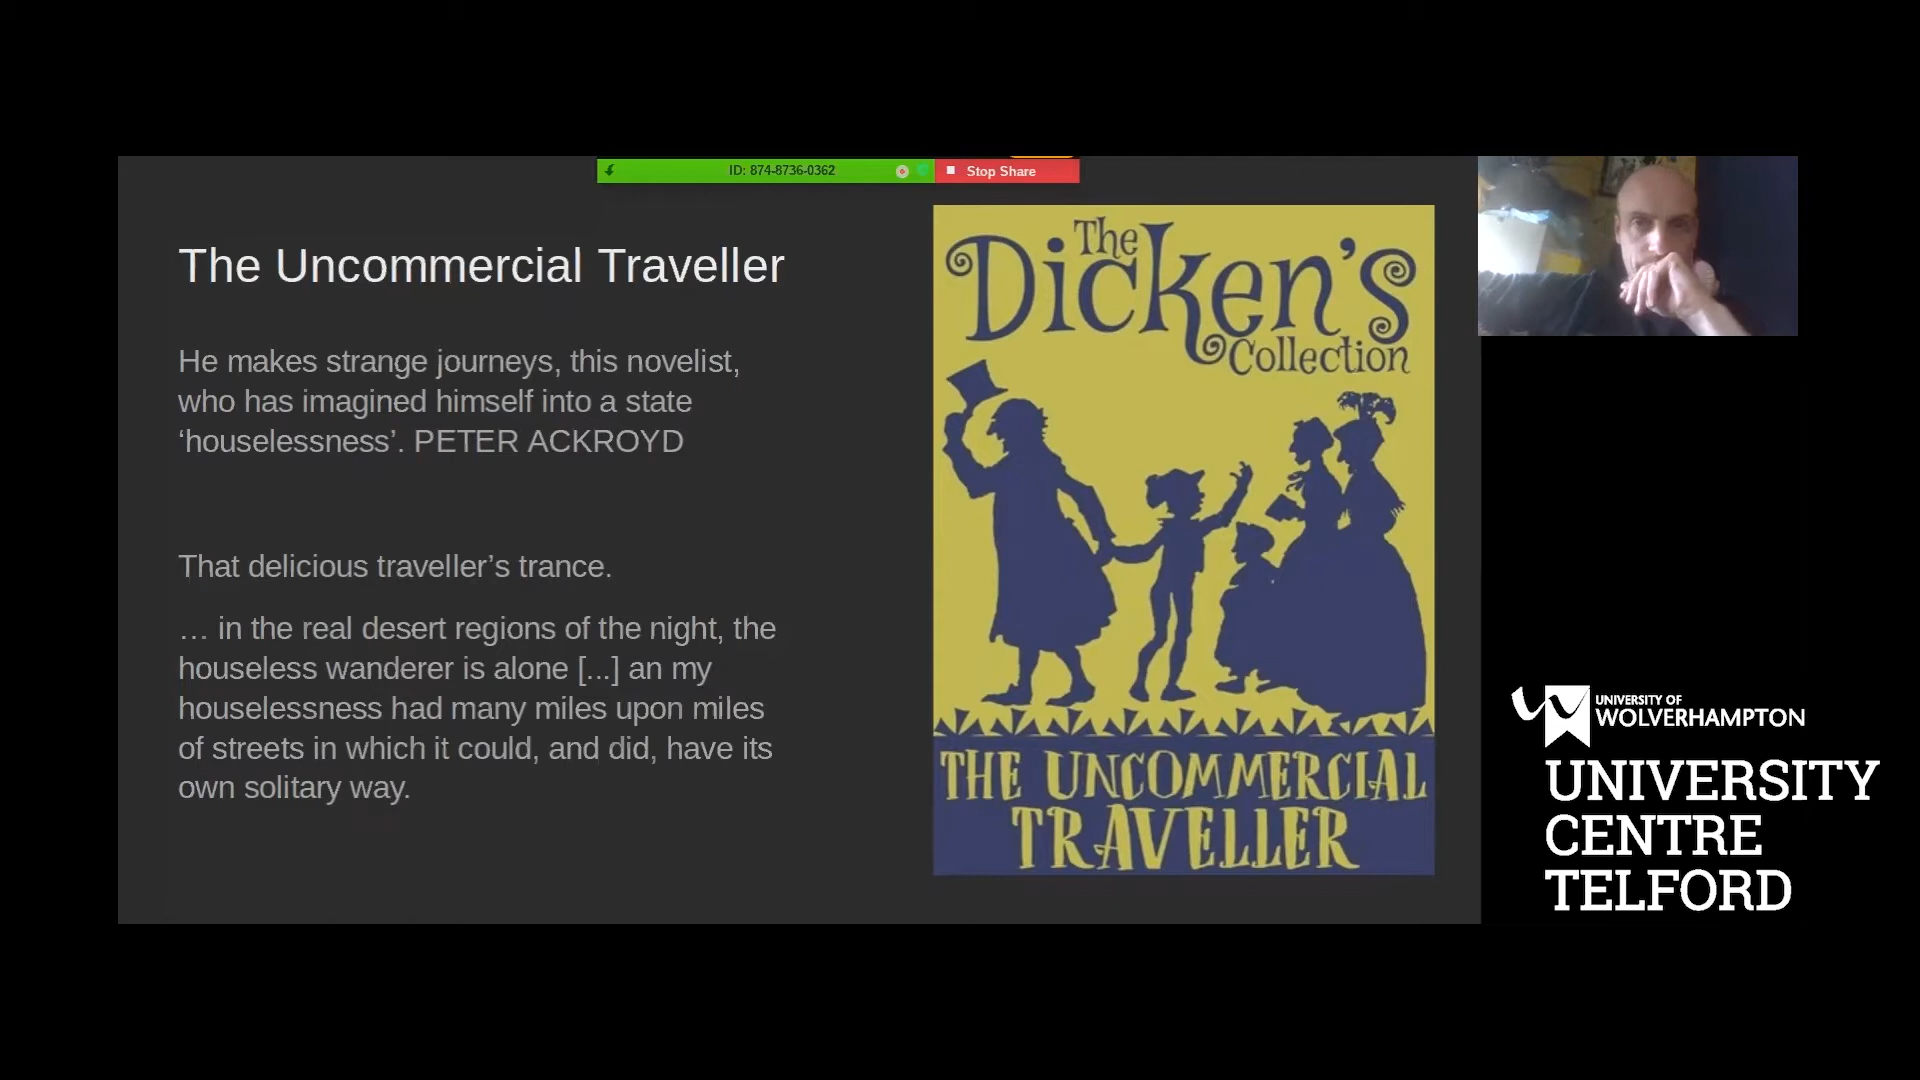 ID: 874-8736-0362
Stop Share
The Uncommercial Traveller
He makes strange journeys, this novelist,
who has imagined himself into a state
‘houselessness’. PETER ACKROYD
That delicious traveller’s trance.
… in the real desert regions of the night, the
houseless wanderer is alone [...] an my
houselessness had many miles upon miles
of streets in which it could, and did, have its
own solitary way.
The
Dicken's
Collection
THE UNCOMMERCIAL
TRAVELLER
UNIVERSITY OF
WOLVERHAMPTON
UNIVERSITY
CENTRE
TELFORD